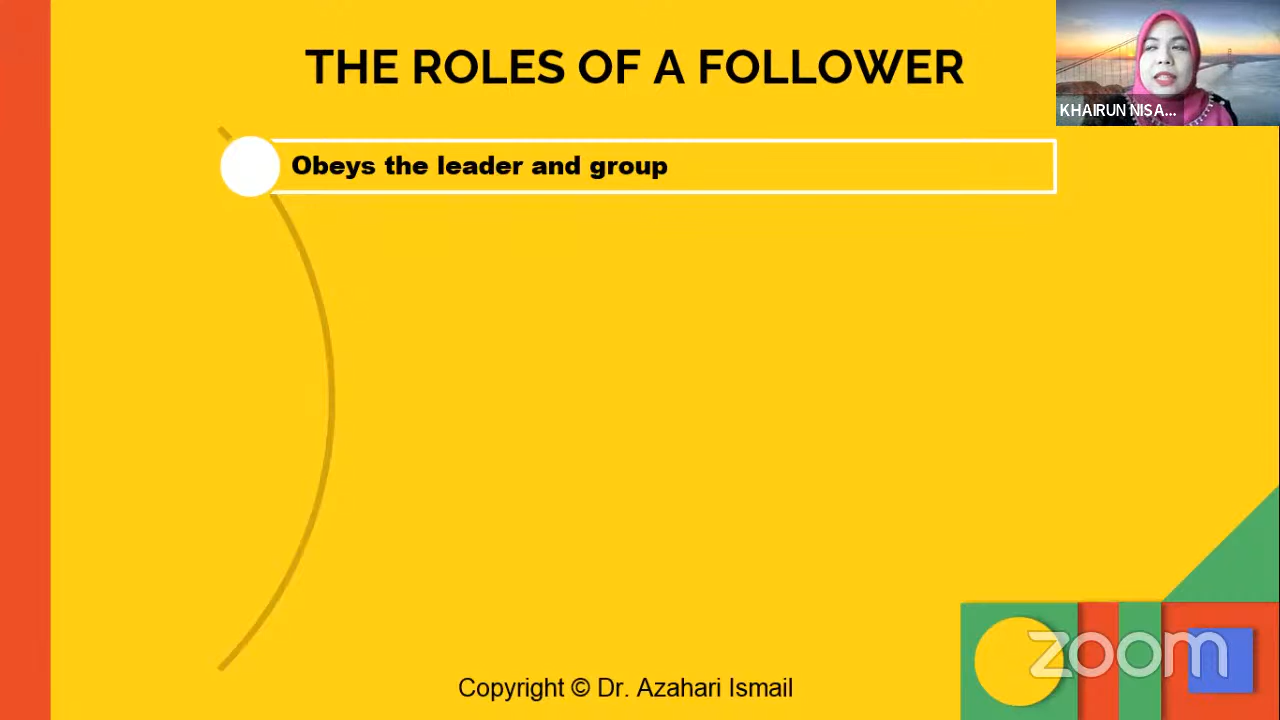 THE ROLES OF A FOLLOWER
KHAIRUN NISA...
Obeys the leader and group
zoom
Copyright © Dr. Azahari Ismail